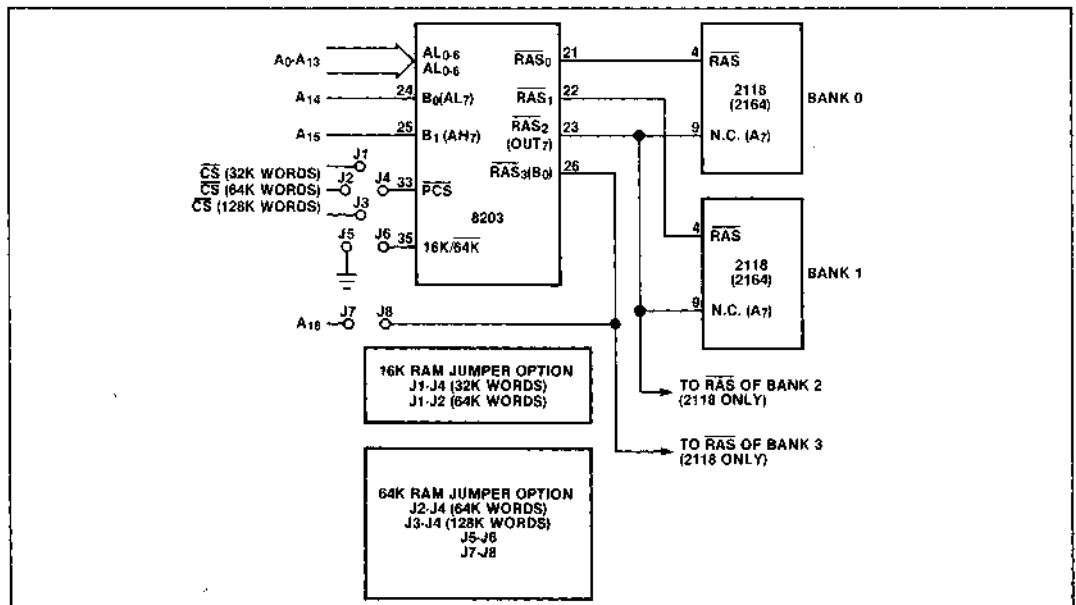 A0-A13
AL0-6
AL0-6
A14
24
B0(AL7)
A15
25
B1(AH7)
RAS0
21
RAS1
22
RAS2
(OUT7)
23
RAS3(B0)
26
CS (32K WORDS)
J1
CS (64K WORDS)
J2
CS (128K WORDS)
J3
J4
33
PCS
8203
J5
J6
35
16K/64K
A16
J7
J8
4
RAS
2118
(2164)
BANK 0
9
N.C. (A7)
4
RAS
2118
(2164)
BANK 1
9
N.C. (A7)
TO RAS OF BANK 2
(2118 ONLY)
TO RAS OF BANK 3
(2118 ONLY)
16K RAM JUMPER OPTION
J1-J4 (32K WORDS)
J1-J2 (64K WORDS)
64K RAM JUMPER OPTION
J2-J4 (64K WORDS)
J3-J4 (128K WORDS)
J5-J6
J7-J8